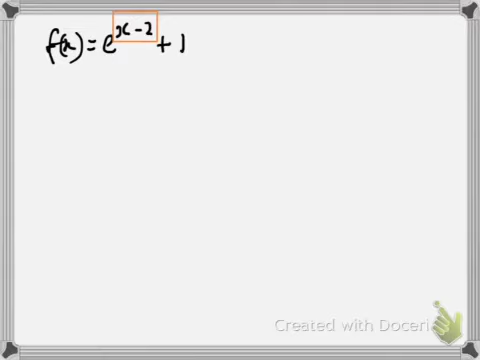 f(x) = e^{x-2} + 1
Created with Doceri